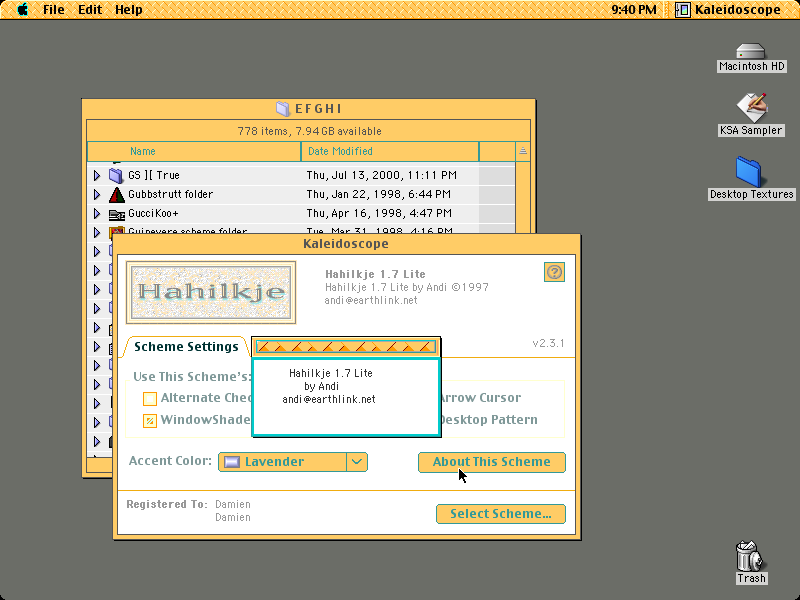 File Edit Help
9:40 PM
Kaleidoscope
Macintosh HD
KSA Sampler
Desktop Textures
EFGHI
778 items, 7.94 GB available
Name Date Modified
GS ][ True Thu, Jul 13, 2000, 11:11 PM
Gubbstrutt folder Thu, Jan 22, 1998, 6:44 PM
GucciKoo+ Thu, Apr 16, 1998, 4:47 PM
Guinevere scheme folder Tue, Mar 31, 1998, 4:16 PM
Kaleidoscope
Hahilkje
Hahilkje 1.7 Lite
Hahilkje 1.7 Lite by Andi ©1997
andi@earthlink.net
v2.3.1
Scheme Settings
Hahilkje 1.7 Lite
by Andi
andi@earthlink.net
Use This Scheme's:
Alternate Chec
Arrow Cursor
WindowShade
Desktop Pattern
Accent Color: Lavender
About This Scheme
Registered To: Damien
Damien
Select Scheme...
Trash